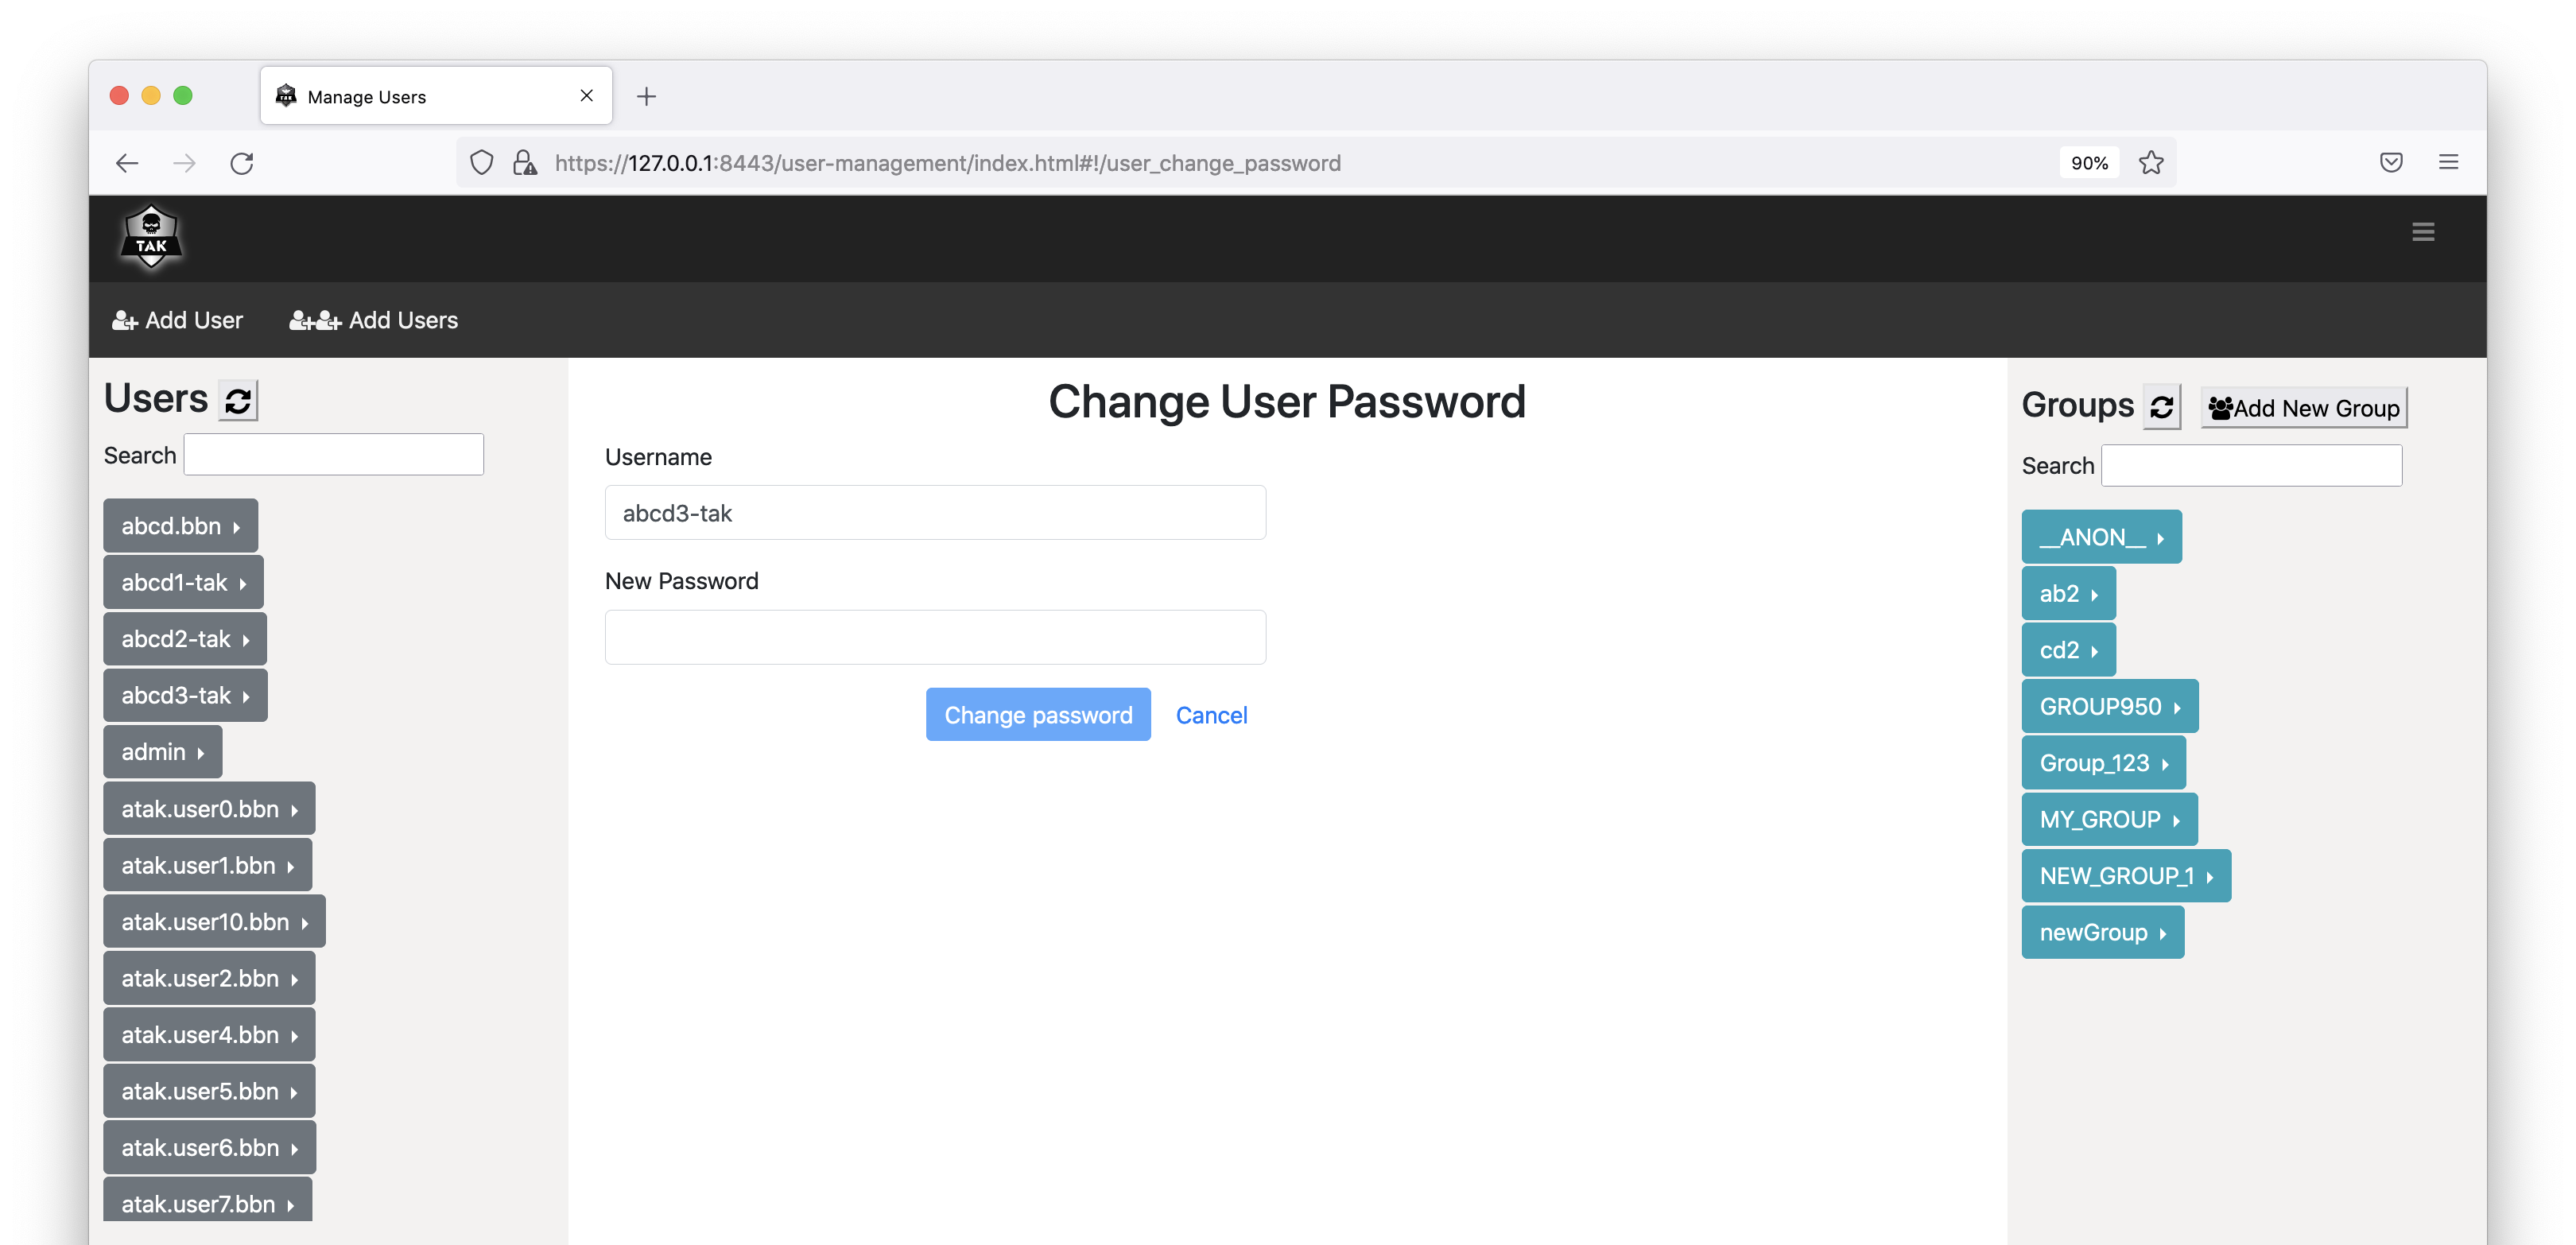 Manage Users
https://127.0.0.1:8443/user-management/index.html#!/user_change_password
90%
TAK
Add User
Add Users
Users
Search
abcd.bbn
abcd1-tak
abcd2-tak
abcd3-tak
admin
atak.user0.bbn
atak.user1.bbn
atak.user10.bbn
atak.user2.bbn
atak.user4.bbn
atak.user5.bbn
atak.user6.bbn
atak.user7.bbn
Change User Password
Username
abcd3-tak
New Password
Change password
Cancel
Groups
Add New Group
Search
__ANON__
ab2
cd2
GROUP950
Group_123
MY_GROUP
NEW_GROUP_1
newGroup